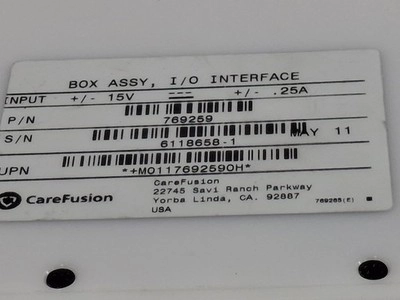 BOX ASSY, I/O INTERFACE
INPUT +/- 15V --- +/- .25A
P/N 769259
S/N 6118658-1 MAY 11
UPN *+M0117692590H*
CareFusion
CareFusion
22745 Savi Ranch Parkway
Yorba Linda, CA. 92887
USA
769265(E)